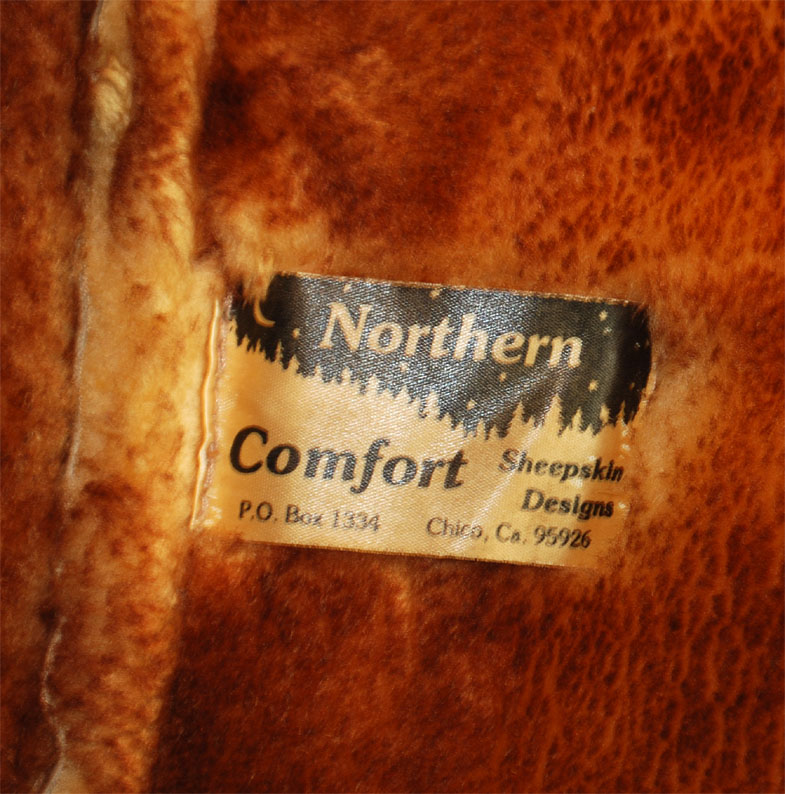 Northern
Comfort
Sheepskin
Designs
P.O. Box 1334
Chico, Ca. 95926